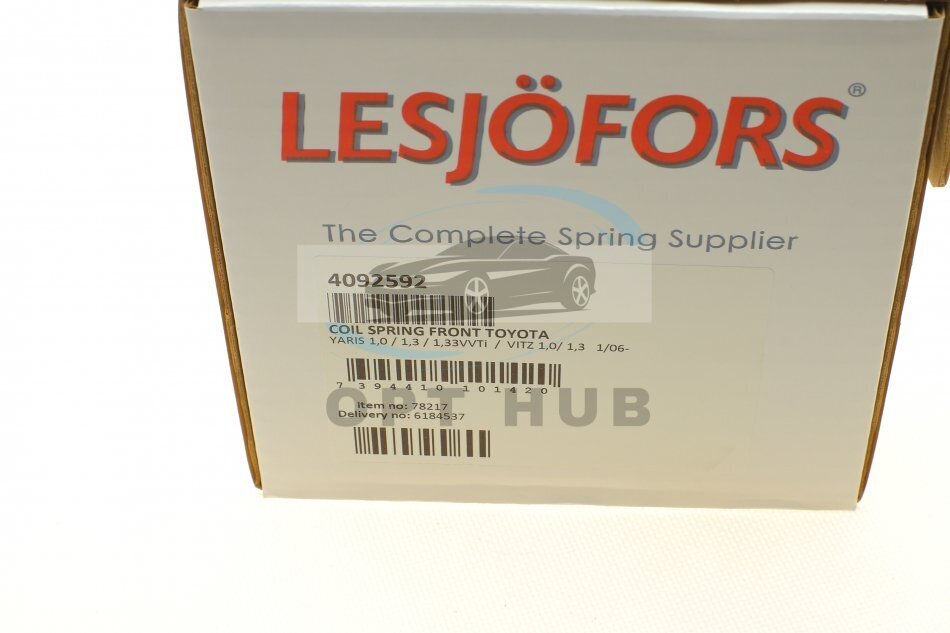 LESJÖFORS®
The Complete Spring Supplier
4092592
COIL SPRING FRONT TOYOTA
YARIS 1,0 / 1,3 / 1,33VVTi / VITZ 1,0/ 1,3 1/06-
7 394410 101420
OPT HUB
Item no: 78217
Delivery no: 6184537